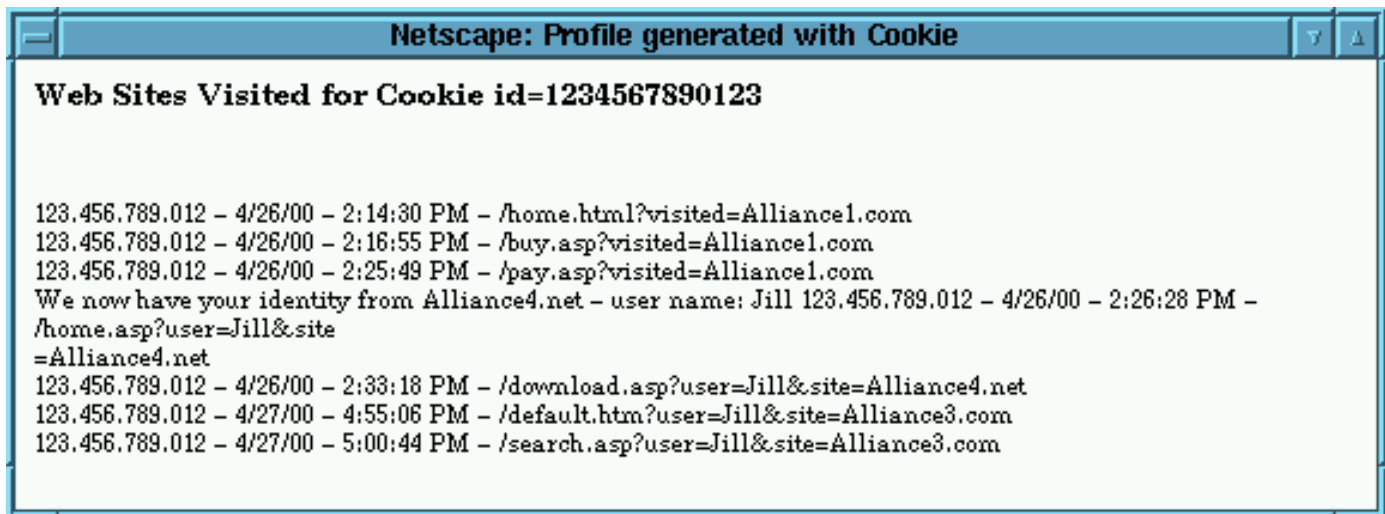 Netscape: Profile generated with Cookie
Web Sites Visited for Cookie id=1234567890123
123.456.789.012 – 4/26/00 – 2:14:30 PM – /home.html?visited=Alliance1.com
123.456.789.012 – 4/26/00 – 2:16:55 PM – /buy.asp?visited=Alliance1.com
123.456.789.012 – 4/26/00 – 2:25:49 PM – /pay.asp?visited=Alliance1.com
We now have your identity from Alliance4.net – user name: Jill 123.456.789.012 – 4/26/00 – 2:26:28 PM –
/home.asp?user=Jill&site
=Alliance4.net
123.456.789.012 – 4/26/00 – 2:33:18 PM – /download.asp?user=Jill&site=Alliance4.net
123.456.789.012 – 4/27/00 – 4:55:06 PM – /default.htm?user=Jill&site=Alliance3.com
123.456.789.012 – 4/27/00 – 5:00:44 PM – /search.asp?user=Jill&site=Alliance3.com